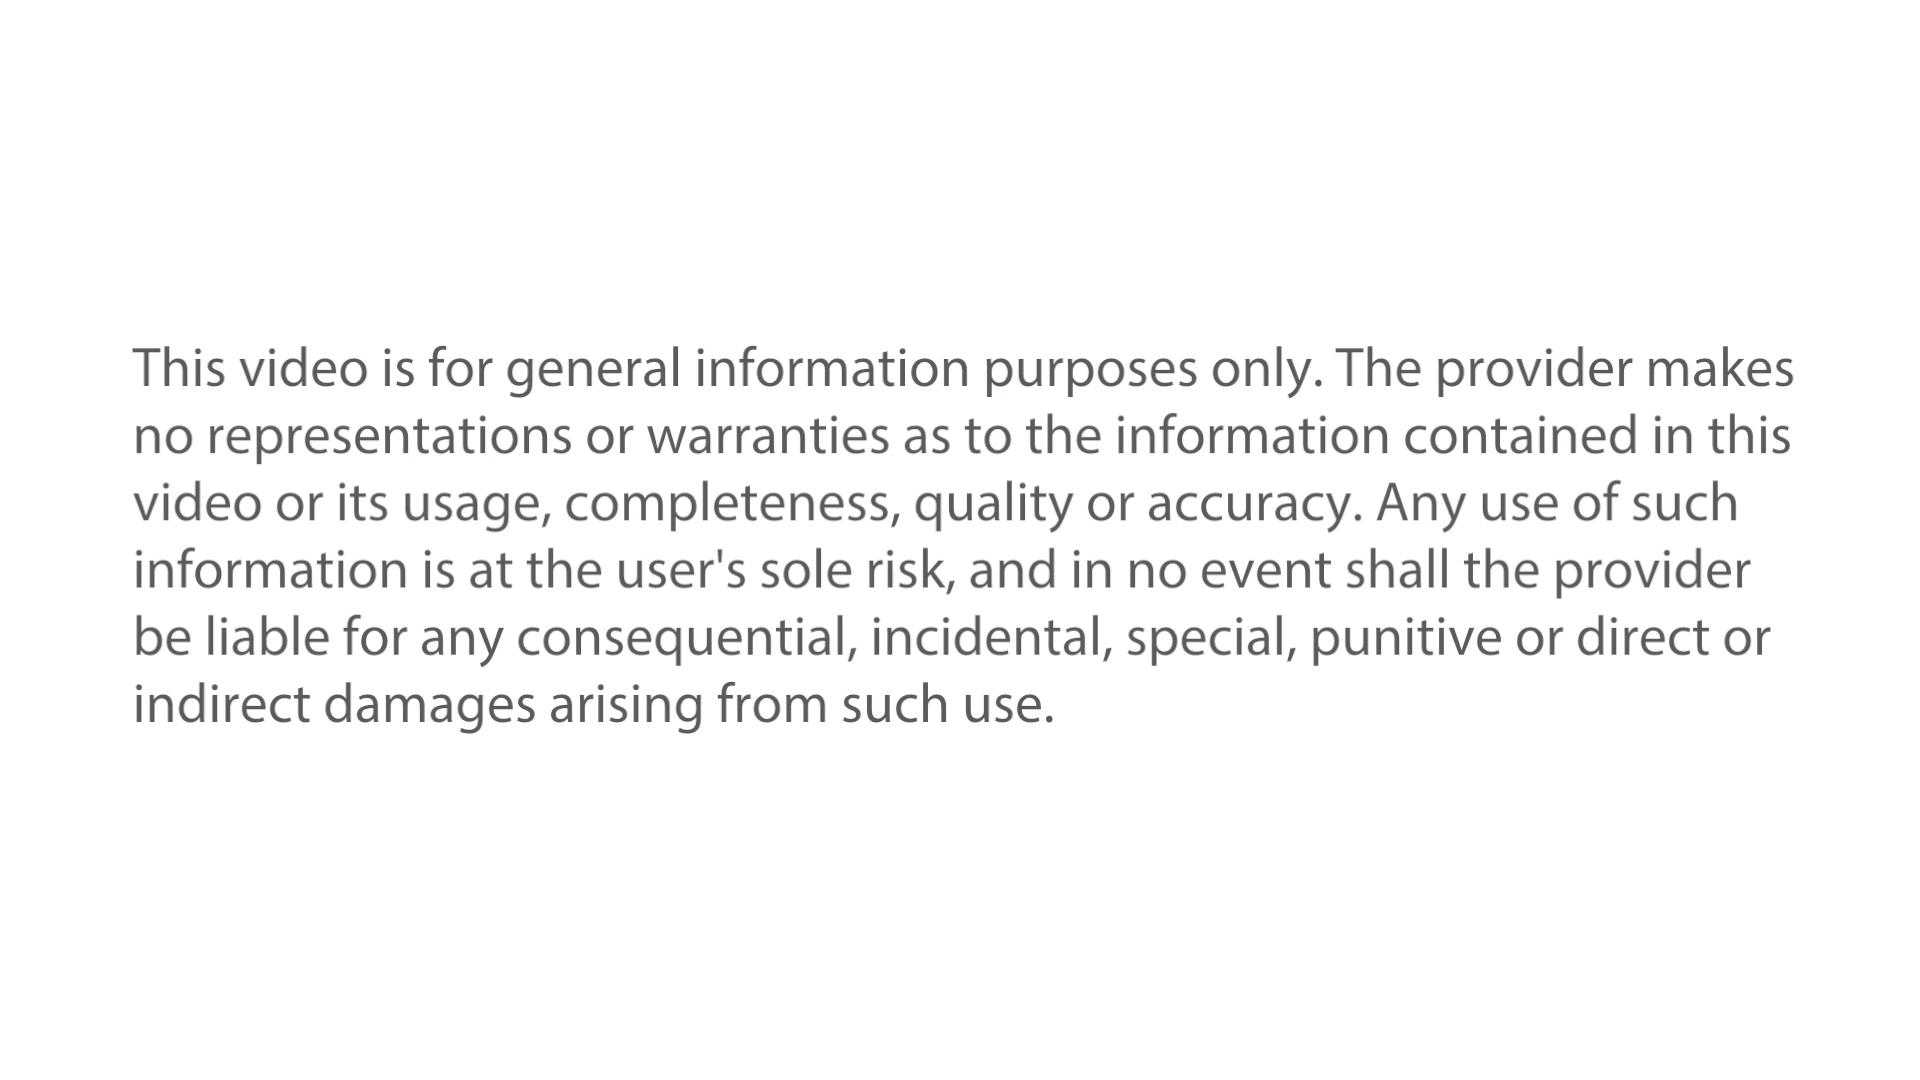 This video is for general information purposes only. The provider makes
no representations or warranties as to the information contained in this
video or its usage, completeness, quality or accuracy. Any use of such
information is at the user's sole risk, and in no event shall the provider
be liable for any consequential, incidental, special, punitive or direct or
indirect damages arising from such use.